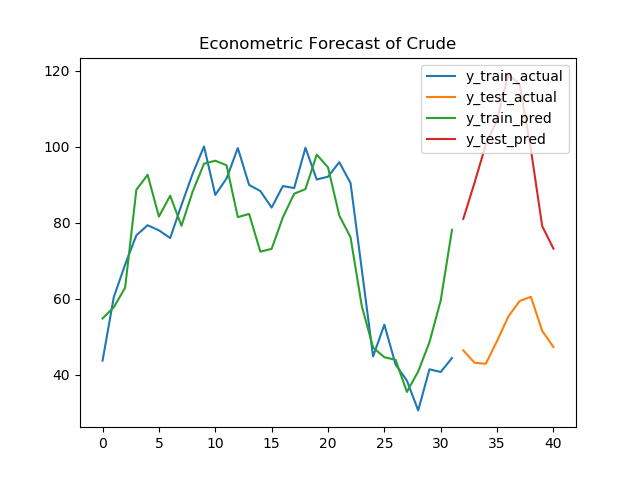 Econometric Forecast of Crude
120
100
80
60
40
y_train_actual
y_test_actual
y_train_pred
y_test_pred
0 5 10 15 20 25 30 35 40